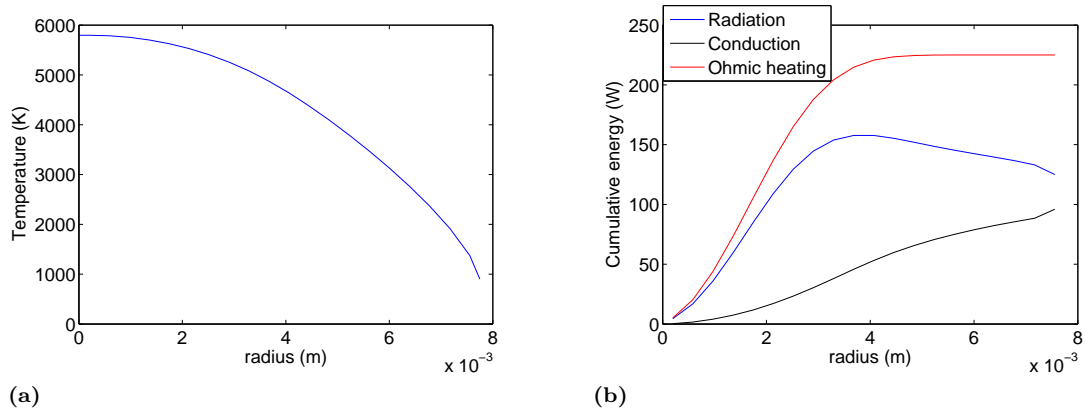 6000
5000
4000
3000
2000
1000
0
Temperature (K)
0 2 4 6 8
radius (m)
x 10⁻³
(a)
Radiation
Conduction
Ohmic heating
250
200
150
100
50
0
Cumulative energy (W)
0 2 4 6 8
radius (m)
x 10⁻³
(b)